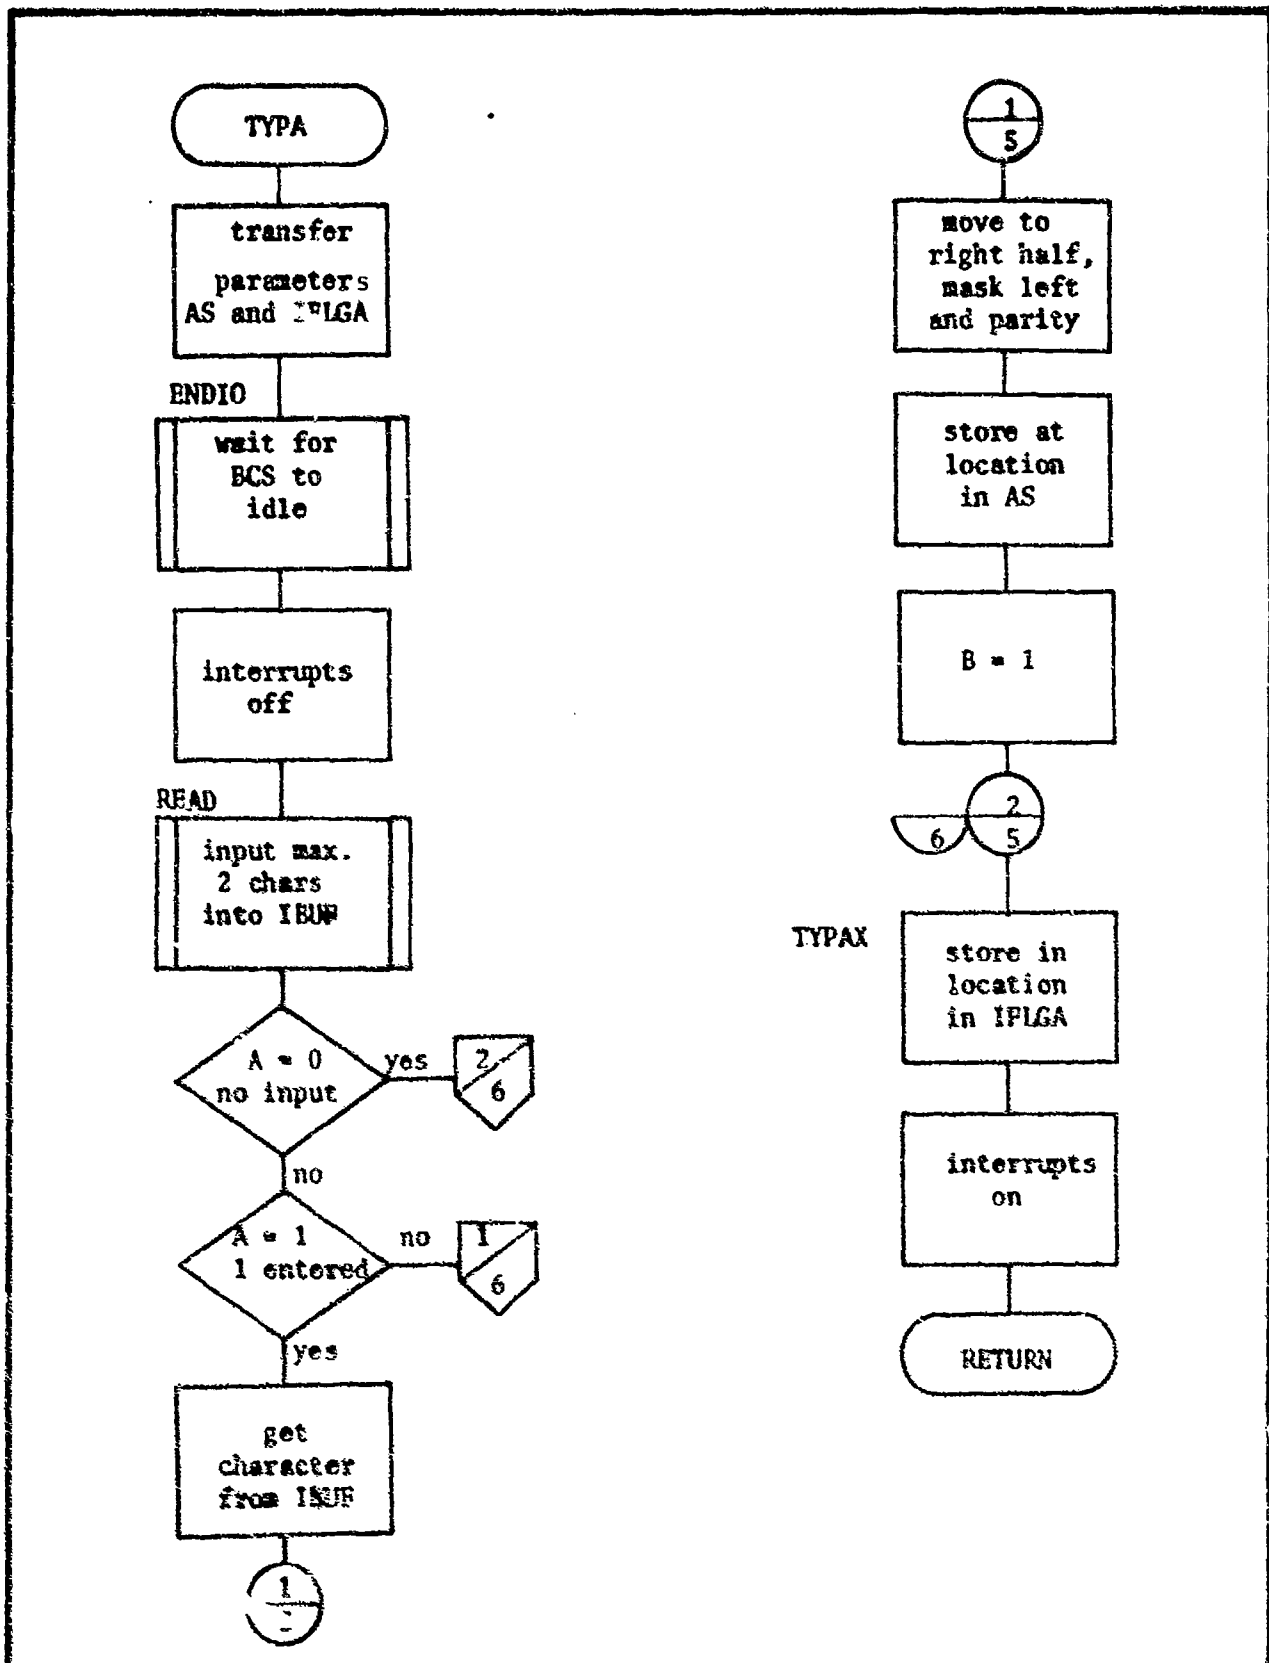 TYPA
transfer
parameters
AS and IFLGA
ENDIO
wait for
BCS to
idle
interrupts
off
READ
input max.
2 chars
into IBUF
A = 0
no input
yes
2
6
no
A = 1
1 entered
no
1
6
yes
get
character
from IBUF
1
1
5
move to
right half,
mask left
and parity
store at
location
in AS
B = 1
2
6
5
TYPAX
store in
location
in IFLGA
interrupts
on
RETURN